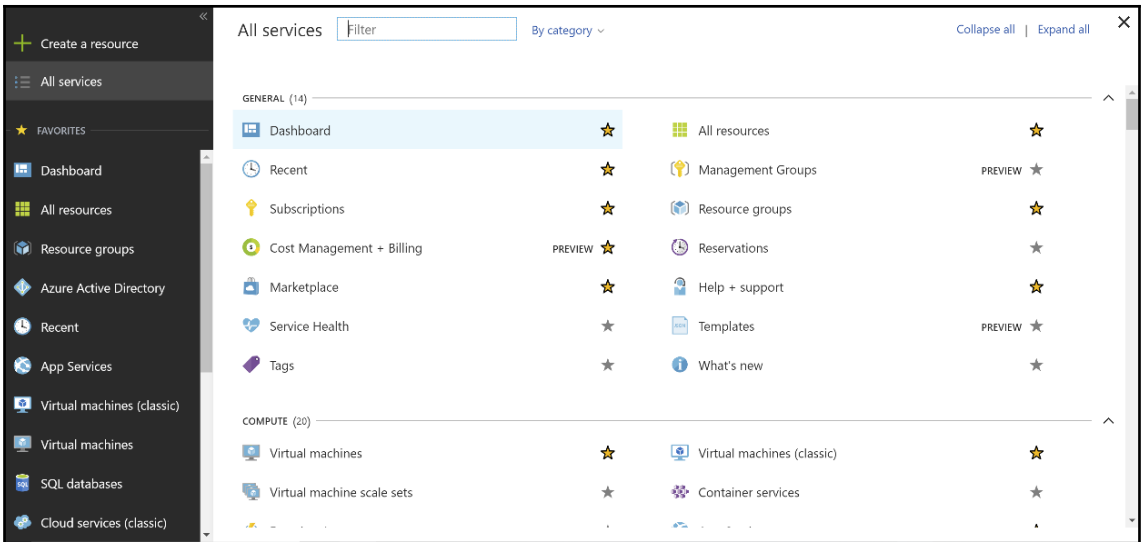 Create a resource
All services
FAVORITES
Dashboard
All resources
Resource groups
Azure Active Directory
Recent
App Services
Virtual machines (classic)
Virtual machines
SQL databases
Cloud services (classic)
All services Filter By category Collapse all | Expand all
GENERAL (14)
Dashboard All resources
Recent Management Groups PREVIEW
Subscriptions Resource groups
Cost Management + Billing PREVIEW Reservations
Marketplace Help + support
Service Health Templates PREVIEW
Tags What's new
COMPUTE (20)
Virtual machines Virtual machines (classic)
Virtual machine scale sets Container services